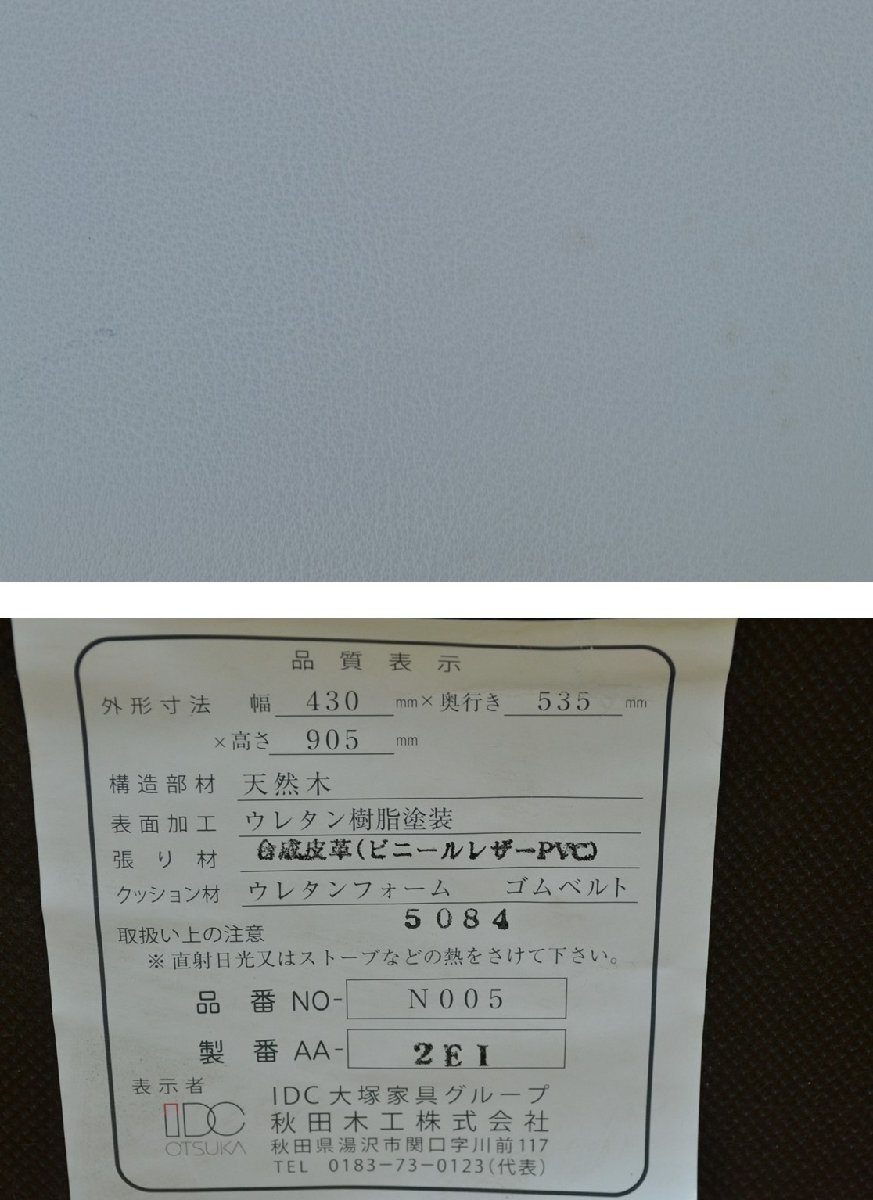 品質表示
外形寸法 幅 430 mm×奥行き 535 mm
×高さ 905 mm
構造部材 天然木
表面加工 ウレタン樹脂塗装
張り材 合成皮革(ビニールレザーPVC)
クッション材 ウレタンフォーム ゴムベルト
5084
取扱い上の注意
※直射日光又はストーブなどの熱をさけて下さい。
品番 NO- N005
製番 AA- 2EI
表示者
IDC
OTSUKA
IDC大塚家具グループ
秋田木工株式会社
秋田県湯沢市関口字川前117
TEL 0183-73-0123(代表)